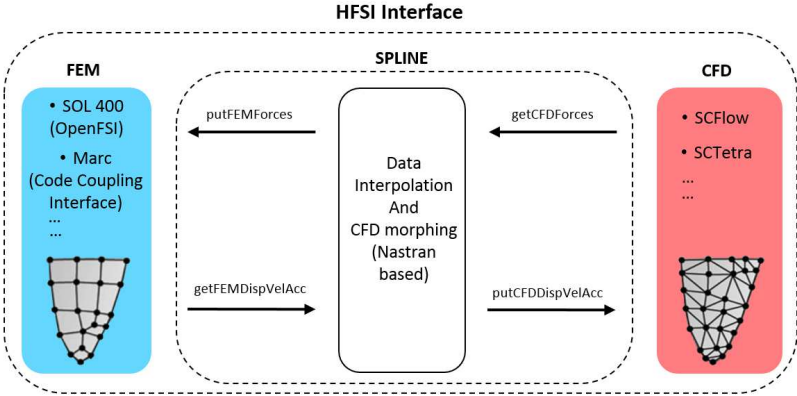 HFSI Interface
FEM
SPLINE
CFD
• SOL 400
(OpenFSI)
• Marc
(Code Coupling
Interface)
...
...
putFEMForces
getFEMDispVelAcc
Data
Interpolation
And
CFD morphing
(Nastran
based)
getCFDForces
putCFDDispVelAcc
• SCFlow
• SCTetra
...
...